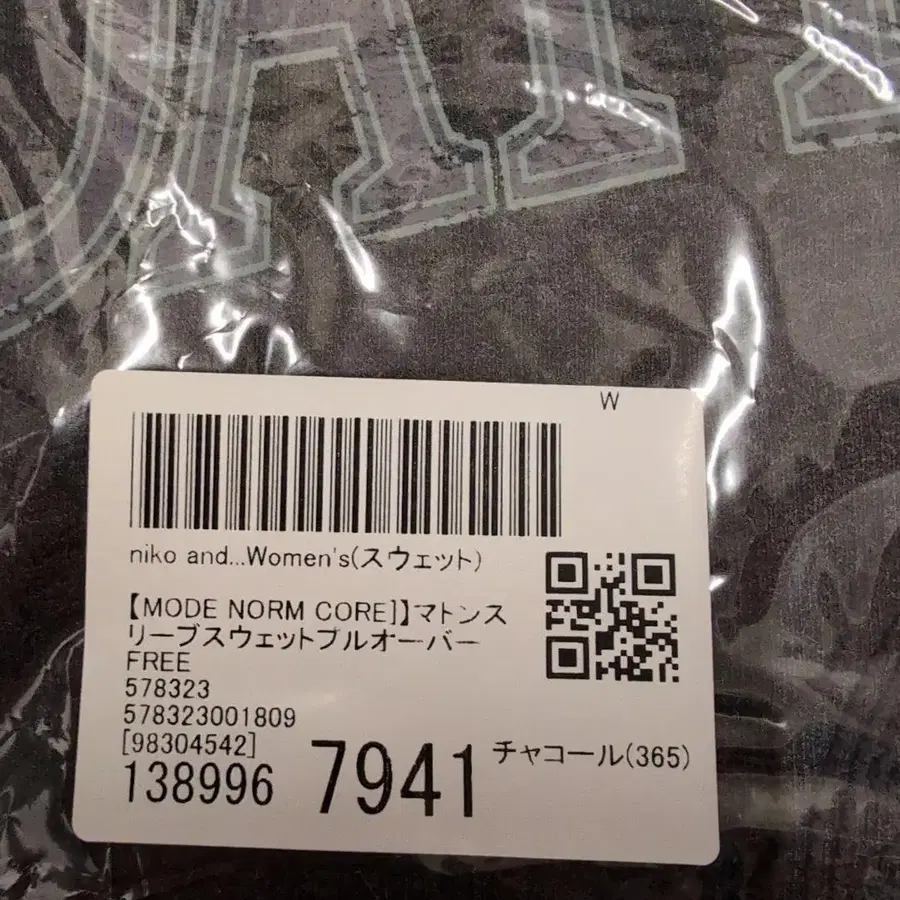 W
niko and...Women's(スウェット)
【MODE NORM CORE]】マトンス
リーブスウェットプルオーバー
FREE
578323
578323001809
[98304542]
138996 7941 チャコール(365)